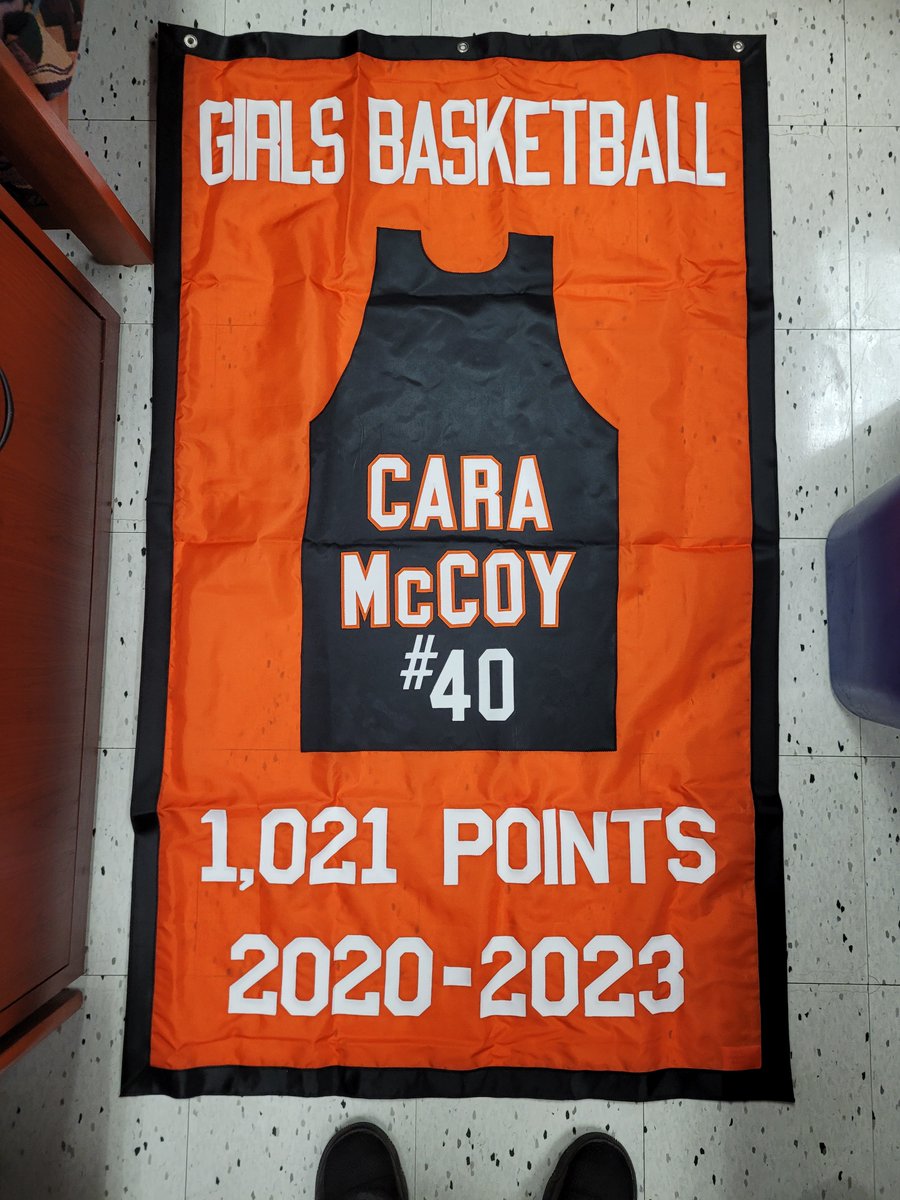 GIRLS BASKETBALL
CARA
McCOY
#40
1,021 POINTS
2020-2023